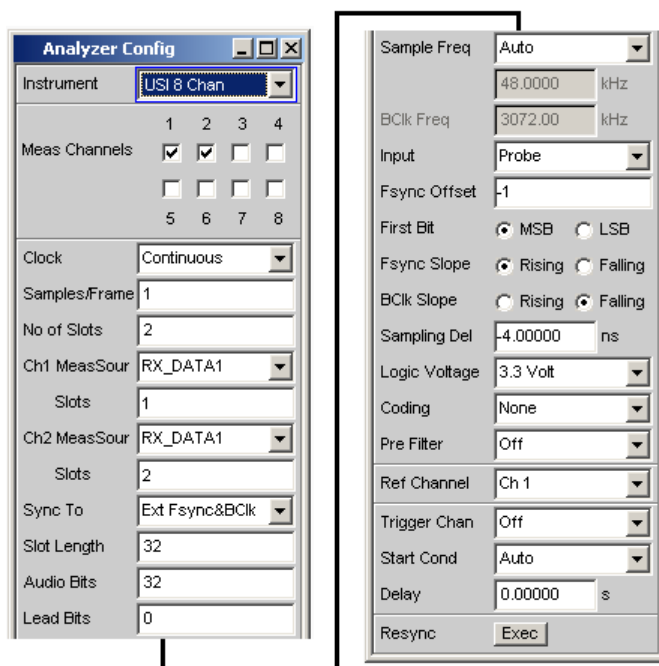 Analyzer Config
Instrument USI 8 Chan
1 2 3 4
Meas Channels
5 6 7 8
Clock Continuous
Samples/Frame 1
No of Slots 2
Ch1 MeasSour RX_DATA1
Slots 1
Ch2 MeasSour RX_DATA1
Slots 2
Sync To Ext Fsync&BClk
Slot Length 32
Audio Bits 32
Lead Bits 0
Sample Freq Auto
48.0000 kHz
BClk Freq 3072.00 kHz
Input Probe
Fsync Offset -1
First Bit MSB LSB
Fsync Slope Rising Falling
BClk Slope Rising Falling
Sampling Del -4.00000 ns
Logic Voltage 3.3 Volt
Coding None
Pre Filter Off
Ref Channel Ch 1
Trigger Chan Off
Start Cond Auto
Delay 0.00000 s
Resync Exec